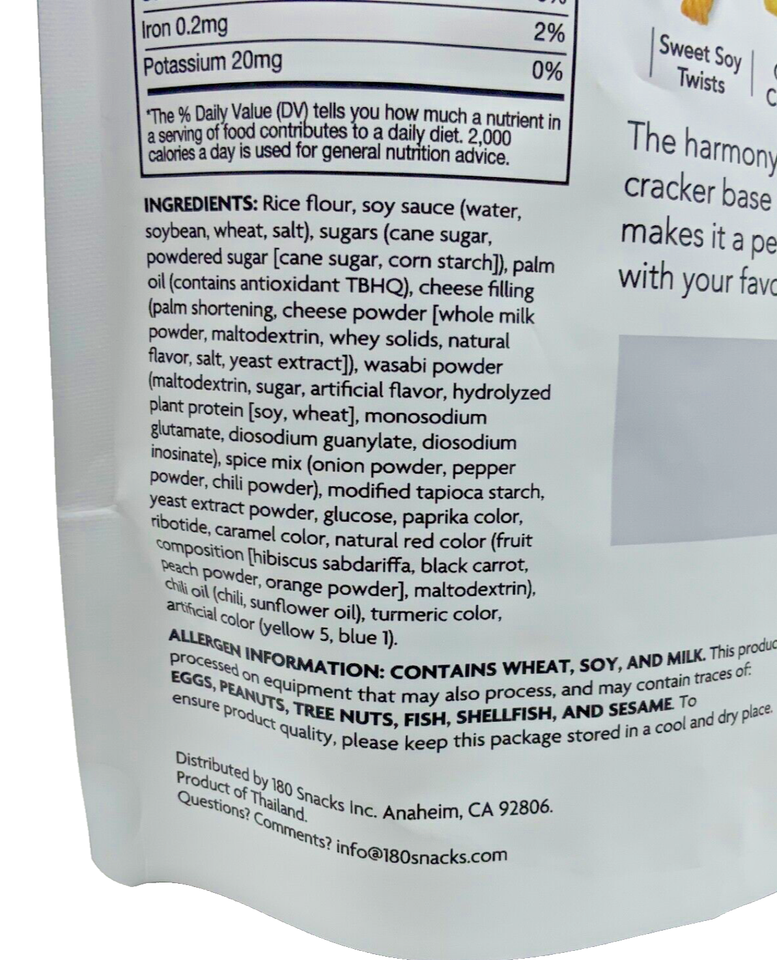 Iron 0.2mg 2%
Potassium 20mg 0%
*The % Daily Value (DV) tells you how much a nutrient in
a serving of food contributes to a daily diet. 2,000
calories a day is used for general nutrition advice.
INGREDIENTS: Rice flour, soy sauce (water,
soybean, wheat, salt), sugars (cane sugar,
powdered sugar [cane sugar, corn starch]), palm
oil (contains antioxidant TBHQ), cheese filling
(palm shortening, cheese powder [whole milk
powder, maltodextrin, whey solids, natural
flavor, salt, yeast extract]), wasabi powder
(maltodextrin, sugar, artificial flavor, hydrolyzed
plant protein [soy, wheat], monosodium
glutamate, diosodium guanylate, diosodium
inosinate), spice mix (onion powder, pepper
powder, chili powder), modified tapioca starch,
yeast extract powder, glucose, paprika color,
ribotide, caramel color, natural red color (fruit
composition [hibiscus sabdariffa, black carrot,
peach powder, orange powder], maltodextrin),
chili oil (chili, sunflower oil), turmeric color,
artificial color (yellow 5, blue 1).
ALLERGEN INFORMATION: CONTAINS WHEAT, SOY, AND MILK. This produc
processed on equipment that may also process, and may contain traces of:
EGGS, PEANUTS, TREE NUTS, FISH, SHELLFISH, AND SESAME. To
ensure product quality, please keep this package stored in a cool and dry place.
Distributed by 180 Snacks Inc. Anaheim, CA 92806.
Product of Thailand.
Questions? Comments? info@180snacks.com
Sweet Soy
Twists
The harmony
cracker base
makes it a pe
with your favo